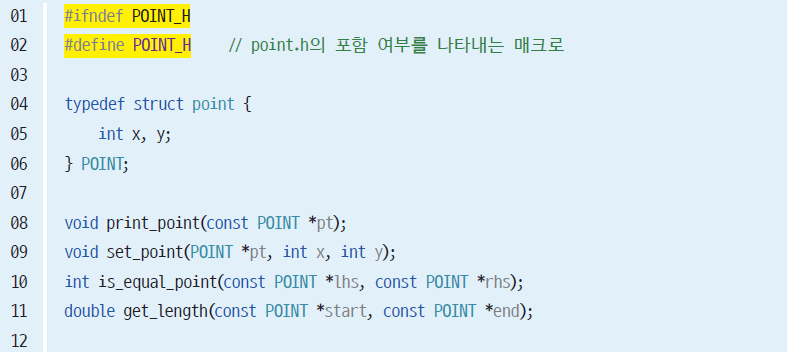 01 #ifndef POINT_H
02 #define POINT_H // point.h의 포함 여부를 나타내는 매크로
03
04 typedef struct point {
05 int x, y;
06 } POINT;
07
08 void print_point(const POINT *pt);
09 void set_point(POINT *pt, int x, int y);
10 int is_equal_point(const POINT *lhs, const POINT *rhs);
11 double get_length(const POINT *start, const POINT *end);
12